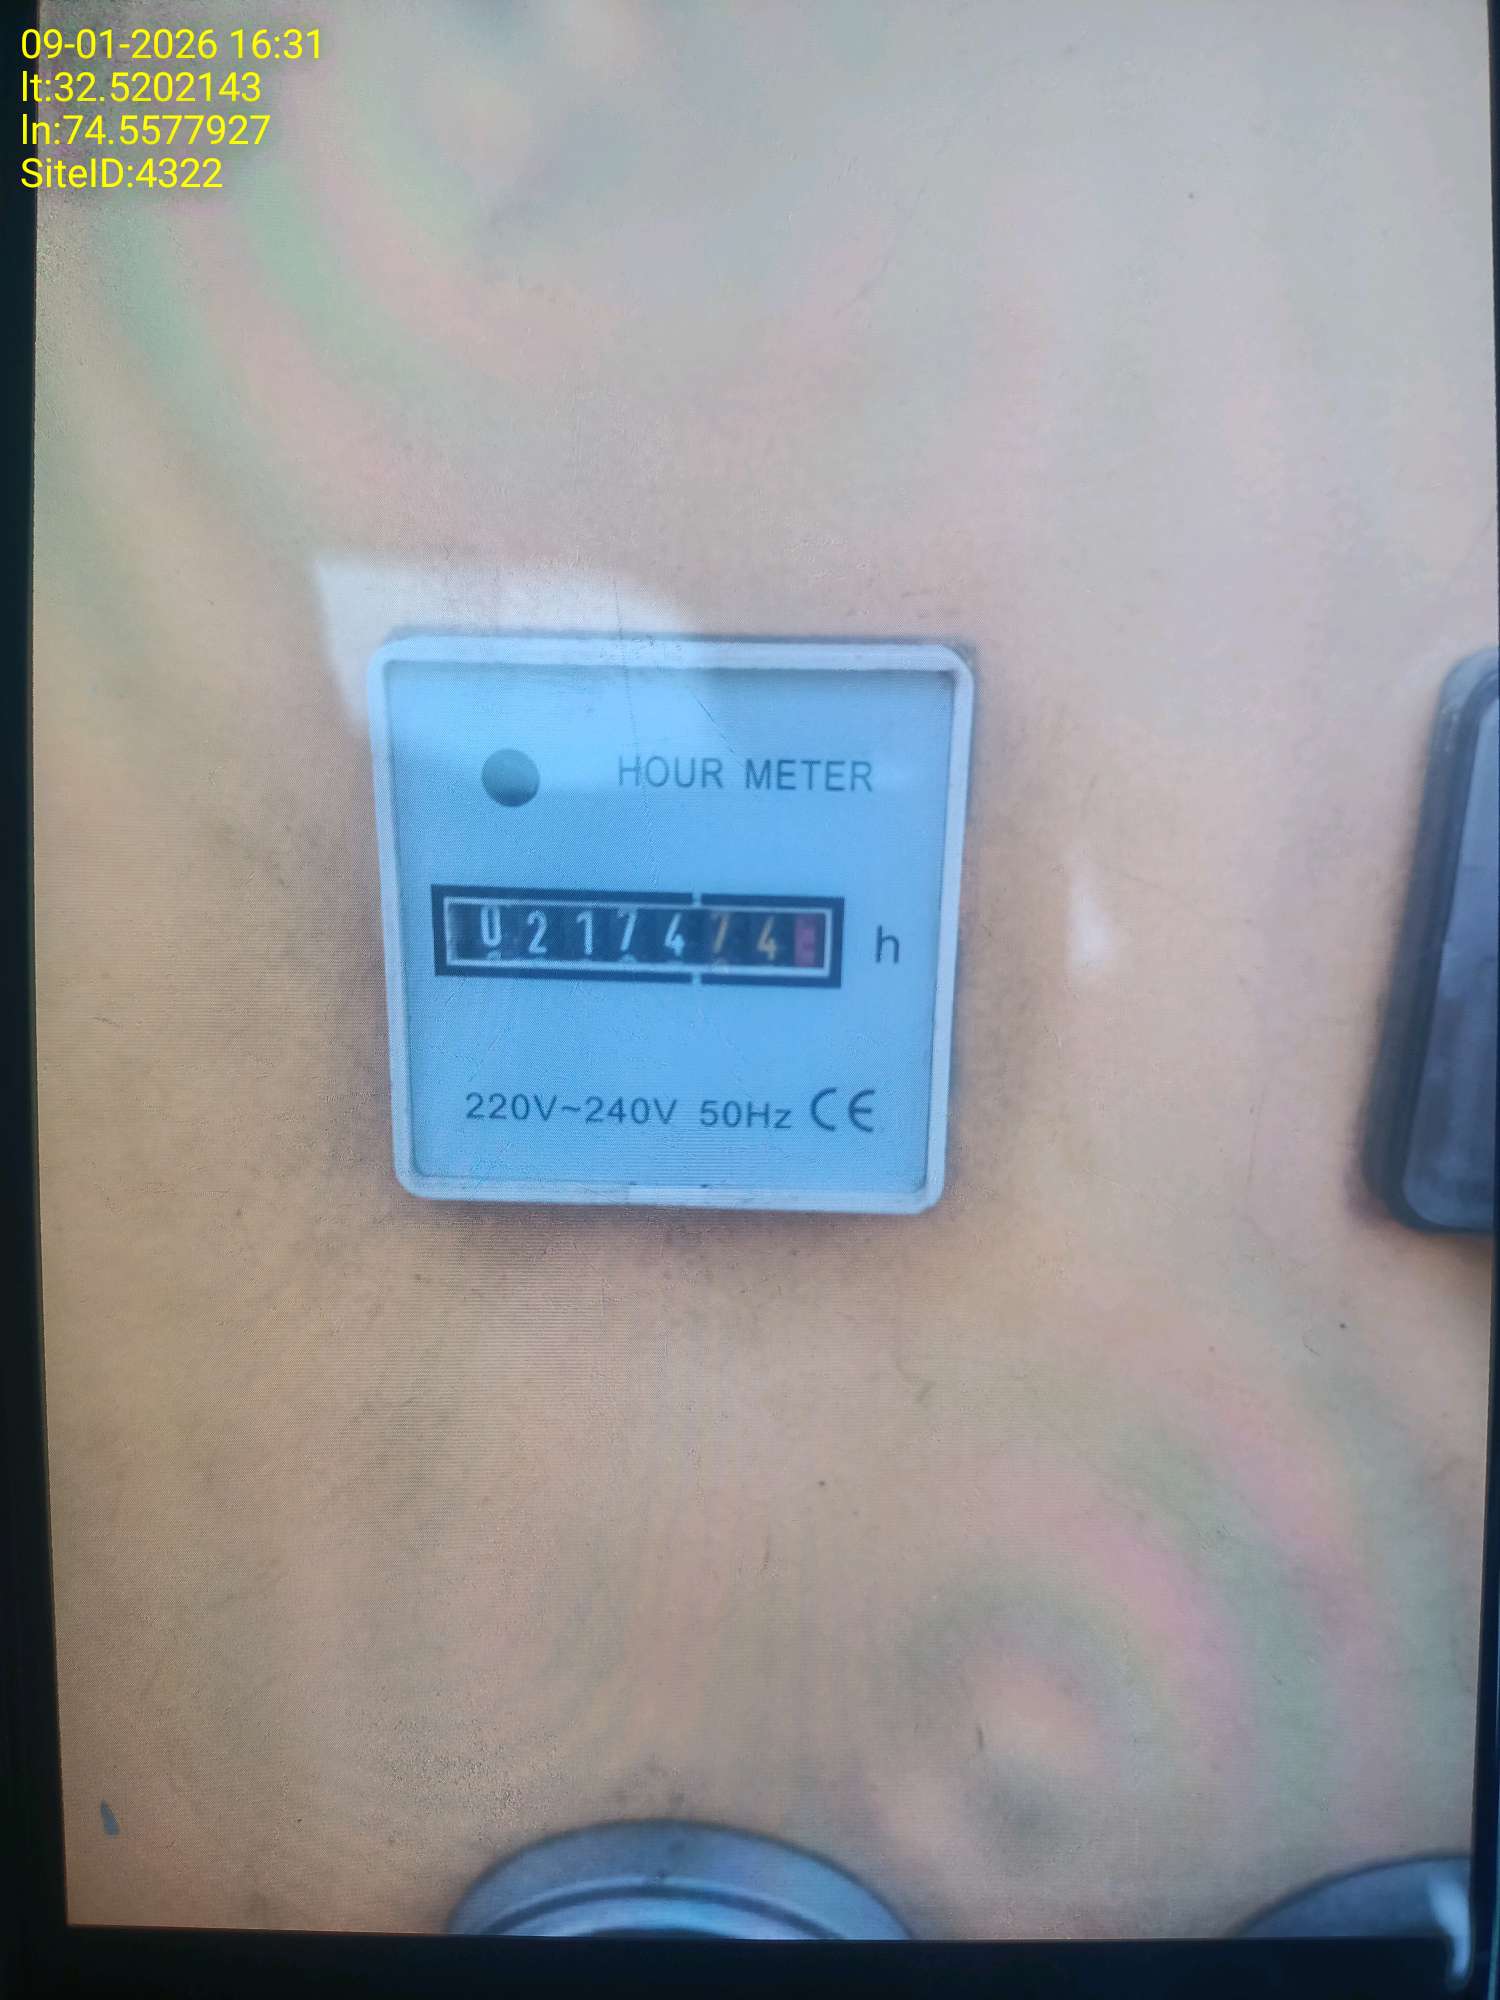 09-01-2026 16:31
lt:32.5202143
ln:74.5577927
SiteID:4322
HOUR METER
0217474 h
220V~240V 50Hz CE